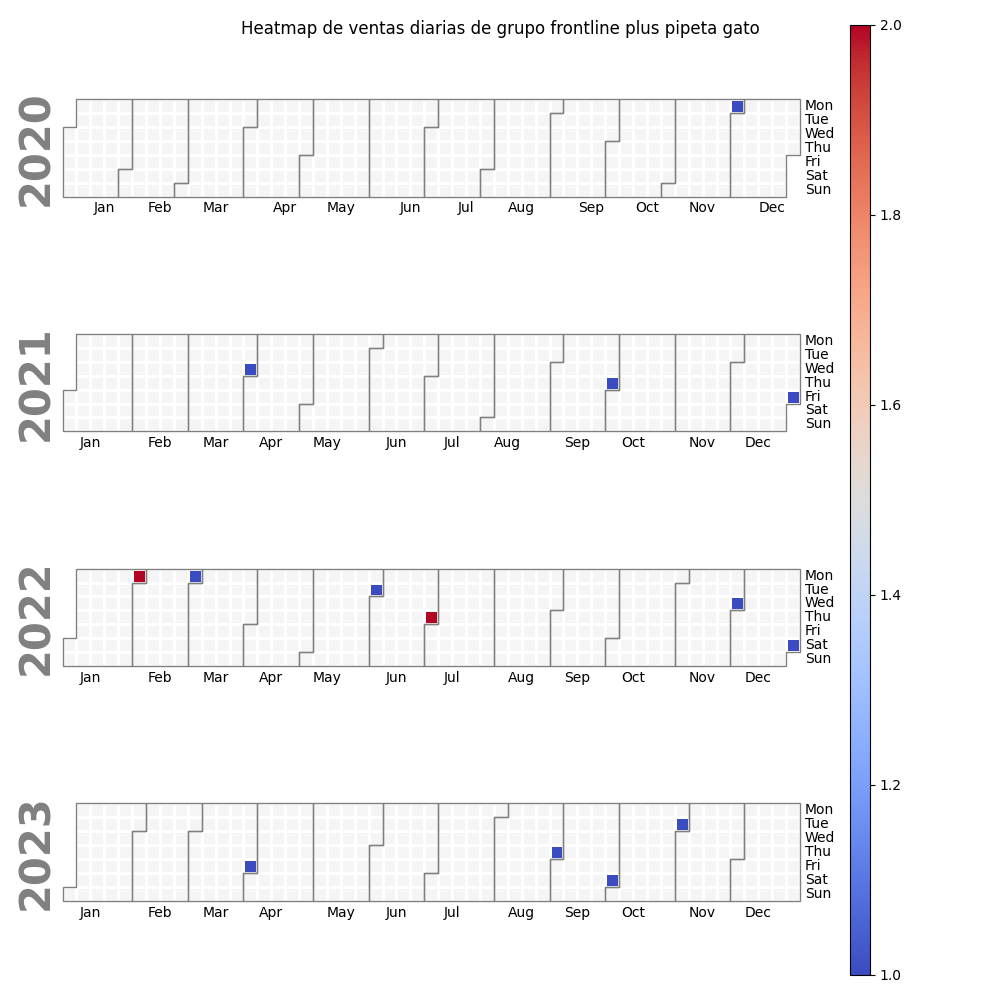 Heatmap de ventas diarias de grupo frontline plus pipeta gato
2020
Mon
Tue
Wed
Thu
Fri
Sat
Sun
Jan Feb Mar Apr May Jun Jul Aug Sep Oct Nov Dec
2021
Mon
Tue
Wed
Thu
Fri
Sat
Sun
Jan Feb Mar Apr May Jun Jul Aug Sep Oct Nov Dec
2022
Mon
Tue
Wed
Thu
Fri
Sat
Sun
Jan Feb Mar Apr May Jun Jul Aug Sep Oct Nov Dec
2023
Mon
Tue
Wed
Thu
Fri
Sat
Sun
Jan Feb Mar Apr May Jun Jul Aug Sep Oct Nov Dec
2.0
1.8
1.6
1.4
1.2
1.0